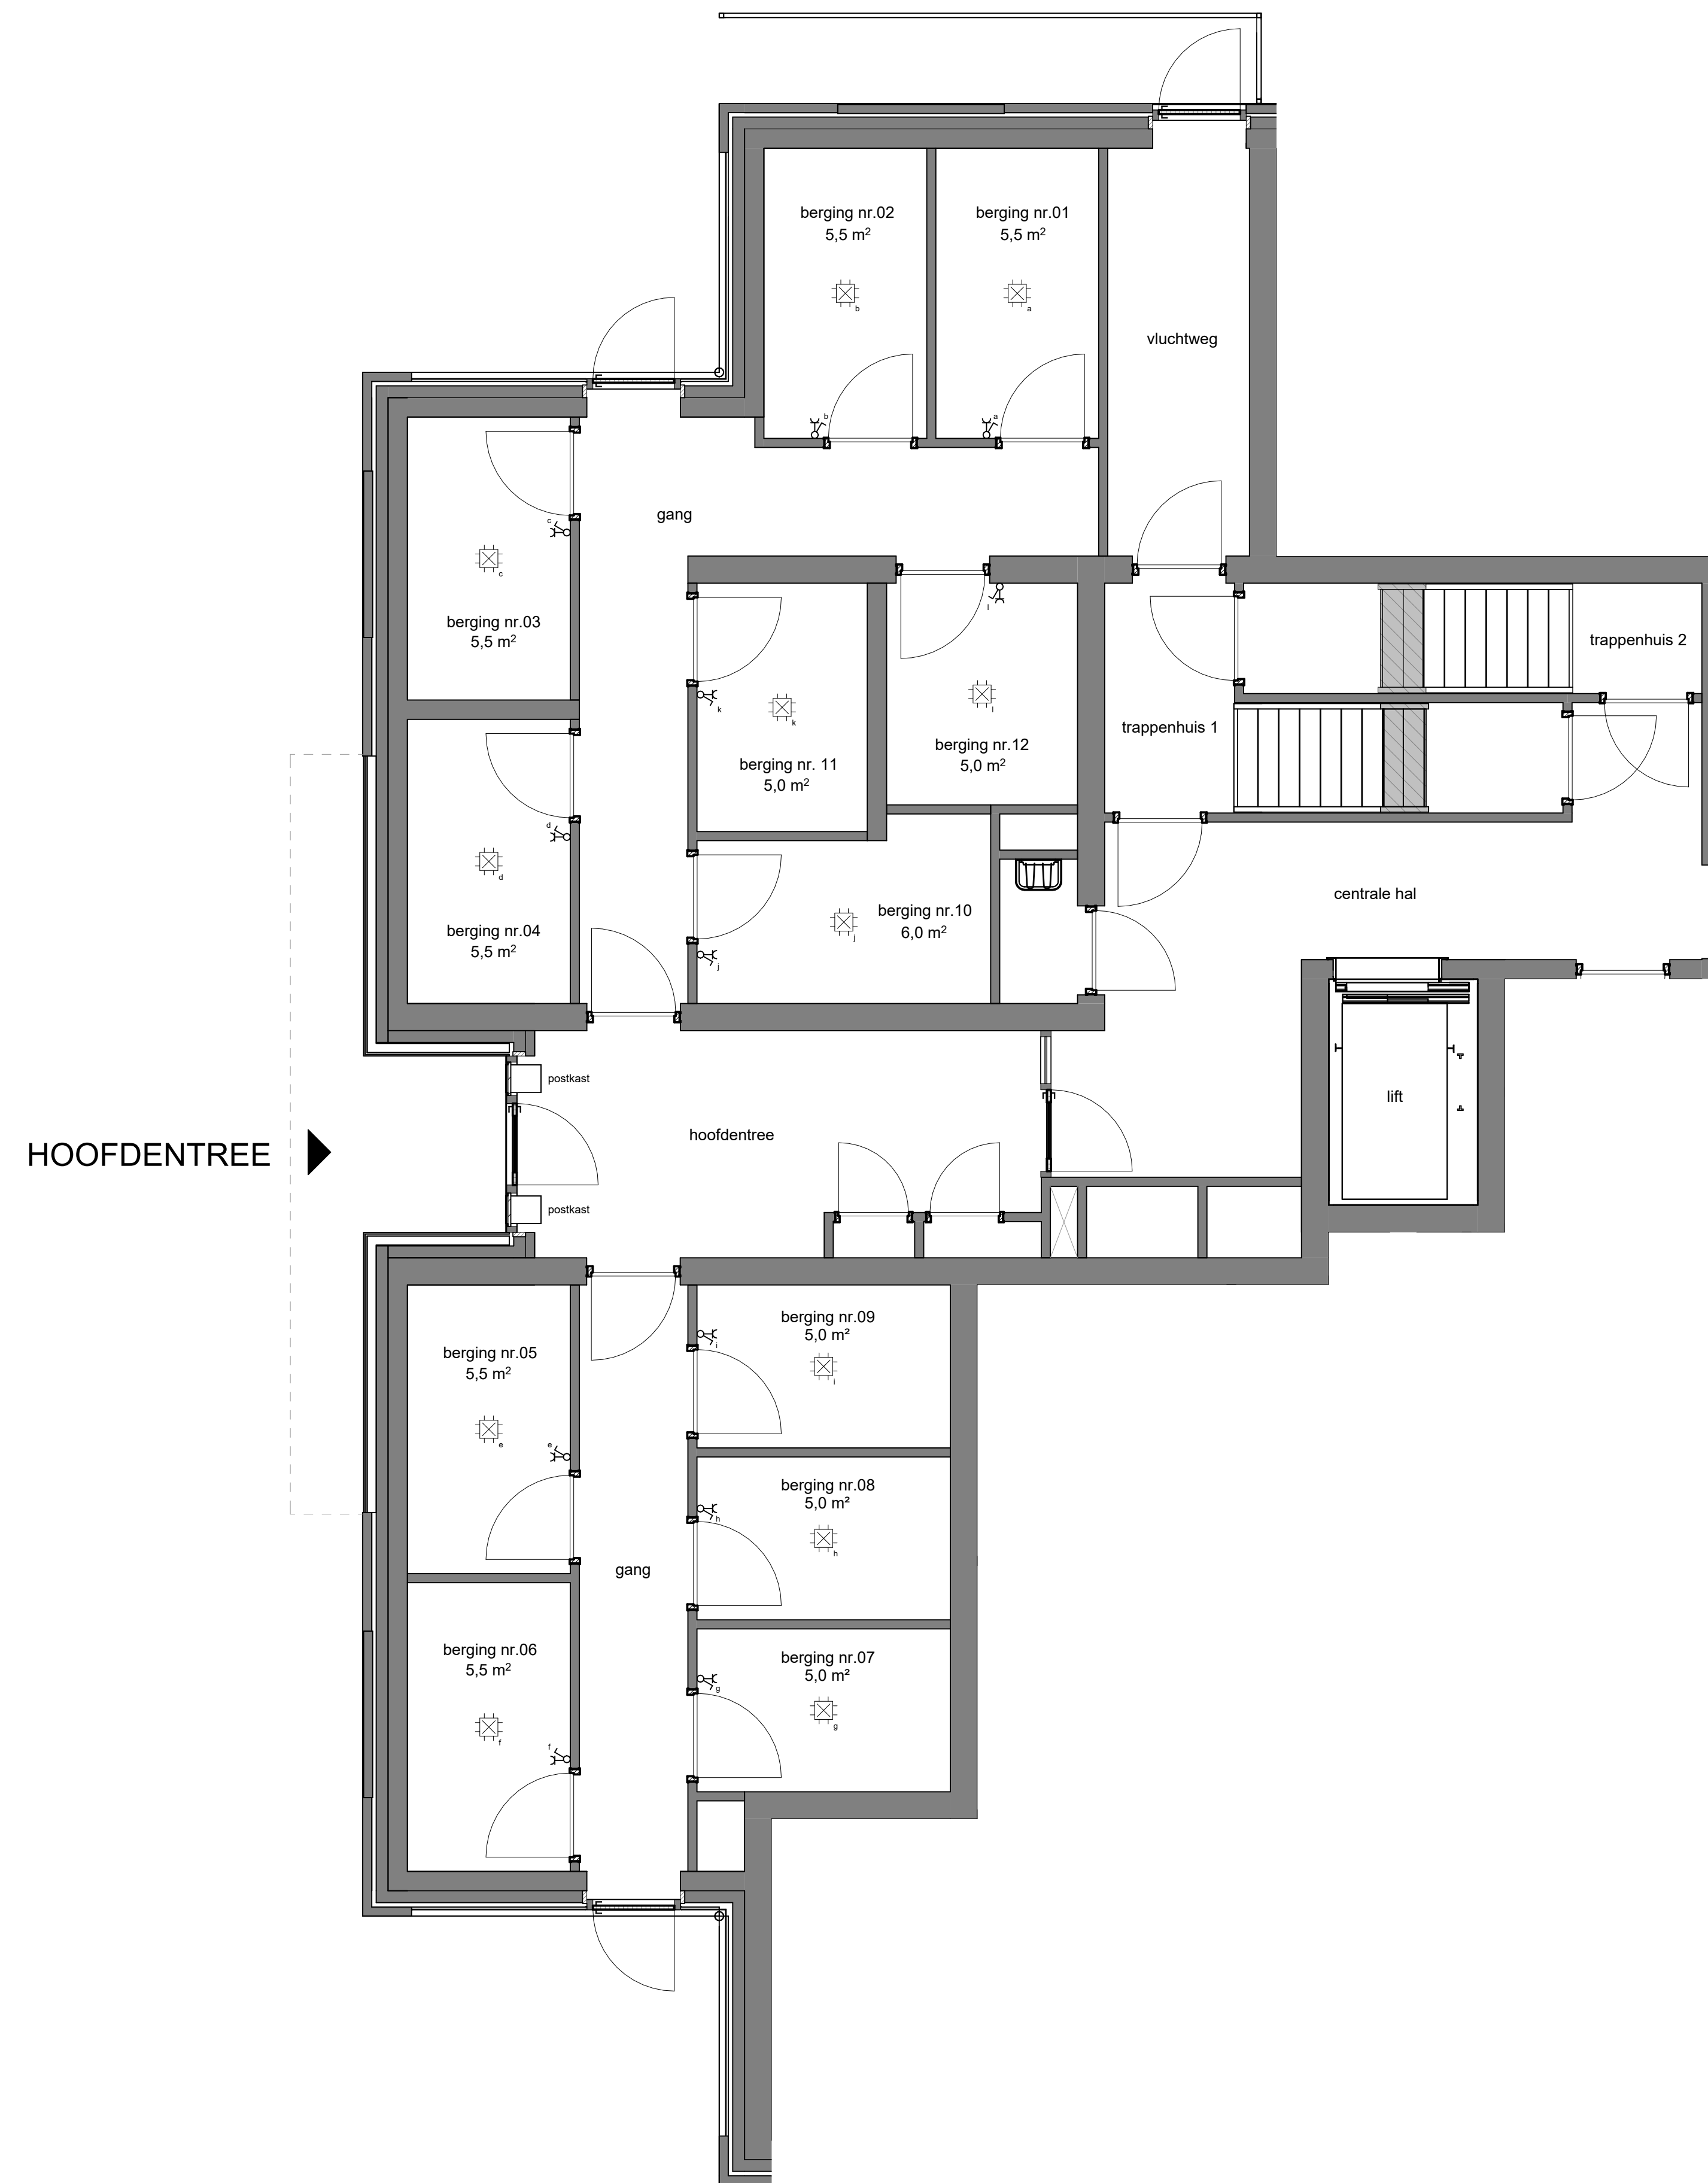 berging nr.02
5,5 m²
b
b
berging nr.01
5,5 m²
a
a
vluchtweg
gang
c
c
berging nr.03
5,5 m²
d
d
berging nr.04
5,5 m²
k
k
berging nr. 11
5,0 m²
l
l
berging nr.12
5,0 m²
berging nr.10
6,0 m²
j
j
trappenhuis 1
trappenhuis 2
centrale hal
lift
postkast
hoofdentree
HOOFDENTREE
postkast
berging nr.05
5,5 m²
e
e
berging nr.09
5,0 m²
i
i
berging nr.08
5,0 m²
h
h
gang
berging nr.06
5,5 m²
f
f
berging nr.07
5,0 m²
g
g